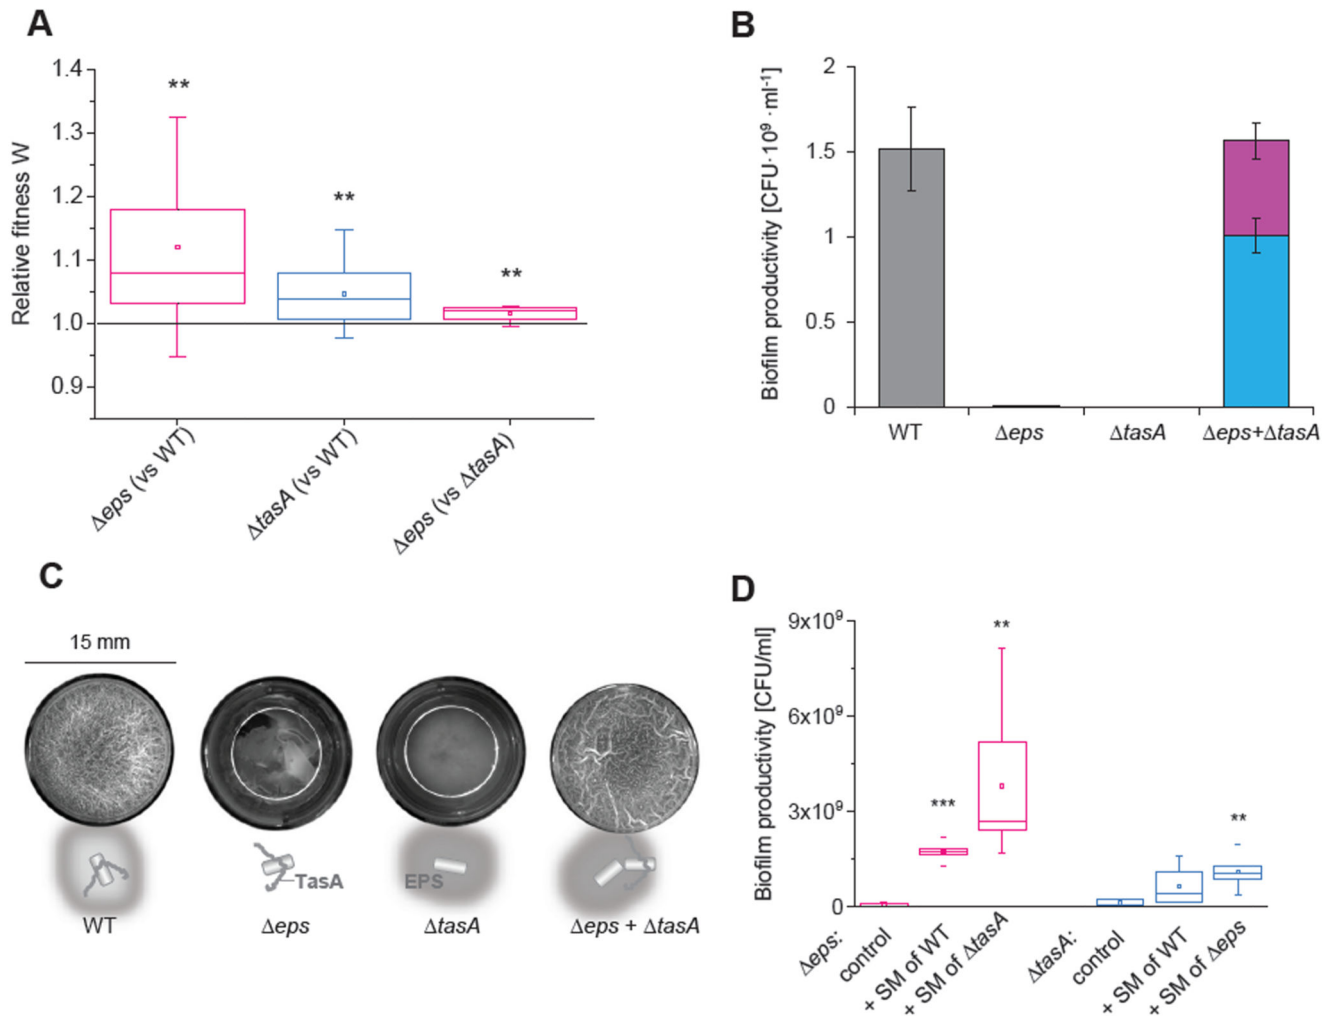 A
Relative fitness W
1.4
1.3
1.2
1.1
1.0
0.9
**
**
**
Δeps (vs WT)
ΔtasA (vs WT)
Δeps (vs ΔtasA)
B
Biofilm productivity [CFU·10⁹ ·ml⁻¹]
2
1.5
1
0.5
0
WT
Δeps
ΔtasA
Δeps+ΔtasA
C
15 mm
TasA
EPS
WT
Δeps
ΔtasA
Δeps + ΔtasA
D
Biofilm productivity [CFU/ml]
9x10⁹
6x10⁹
3x10⁹
0
***
**
**
Δeps:
control
+ SM of WT
+ SM of ΔtasA
ΔtasA:
control
+ SM of WT
+ SM of Δeps